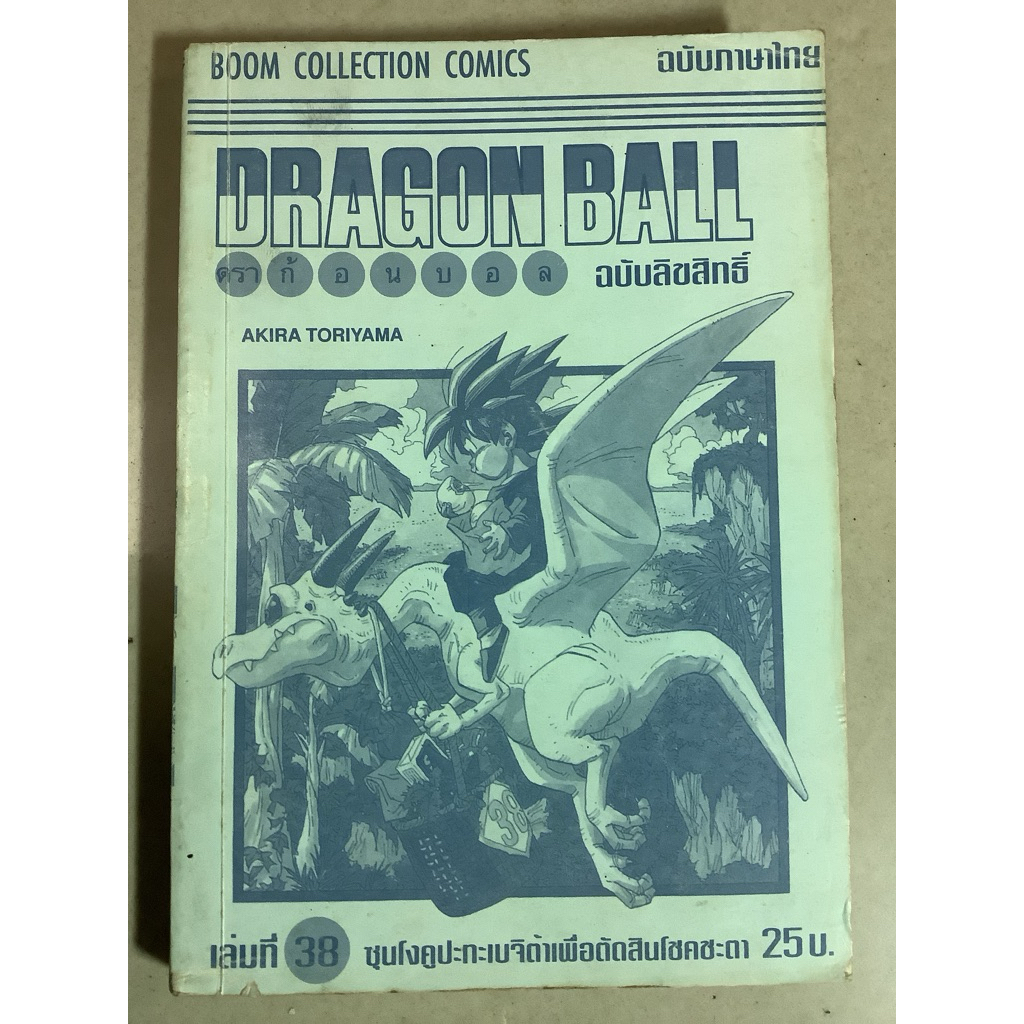 BOOM COLLECTION COMICS ฉบับภาษาไทย
DRAGON BALL
ดราก้อนบอล ฉบับลิขสิทธิ์
AKIRA TORIYAMA
38
เล่มที่ 38 ซุนโงคูปะทะเบจิต้าเพื่อตัดสินโชคชะตา 25 บ.